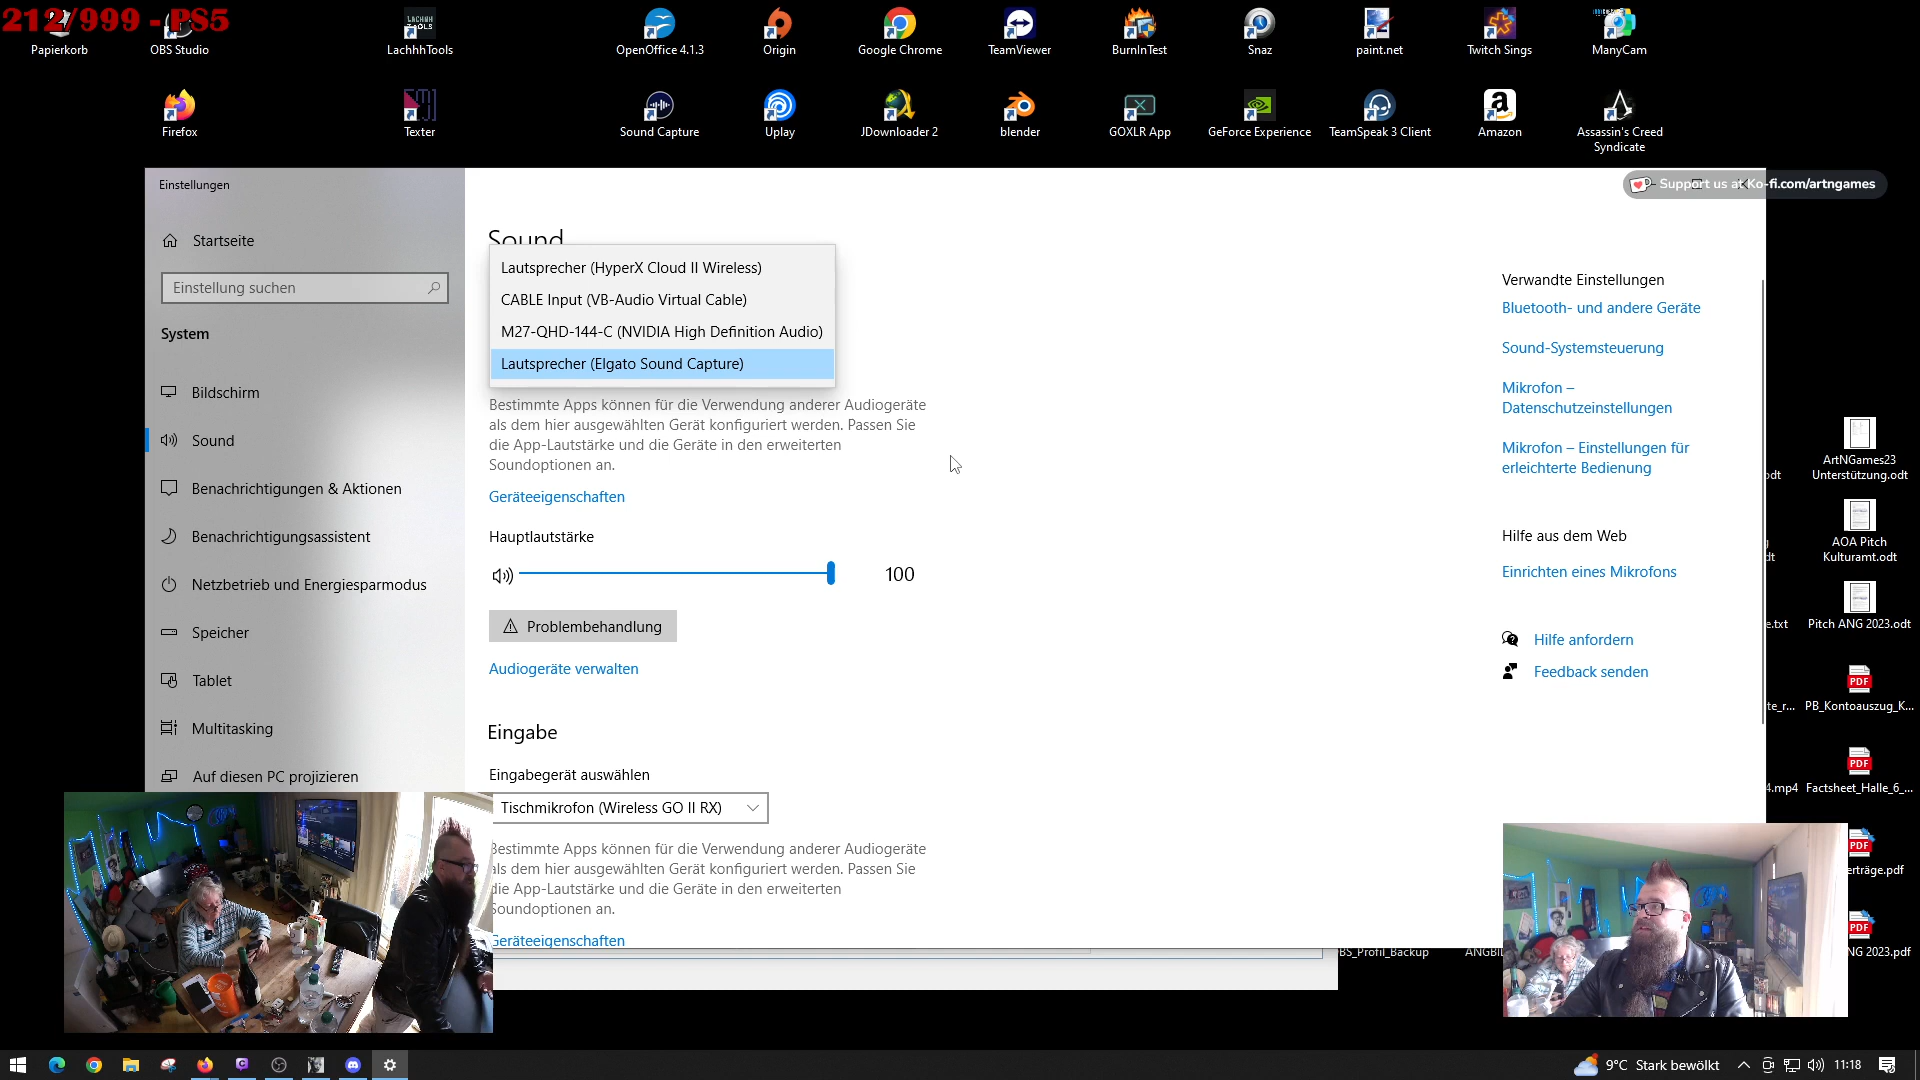 212/999 - PS5
Papierkorb
OBS Studio
LachhhTools
OpenOffice 4.1.3
Origin
Google Chrome
TeamViewer
BurnInTest
Snaz
paint.net
Twitch Sings
ManyCam
Firefox
Texter
Sound Capture
Uplay
JDownloader 2
blender
GOXLR App
GeForce Experience
TeamSpeak 3 Client
Amazon
Assassin's Creed
Syndicate
Einstellungen
Support us at Ko-fi.com/artngames
Startseite
Einstellung suchen
System
Bildschirm
Sound
Benachrichtigungen & Aktionen
Benachrichtigungsassistent
Netzbetrieb und Energiesparmodus
Speicher
Tablet
Multitasking
Auf diesen PC projizieren
Sound
Lautsprecher (HyperX Cloud II Wireless)
CABLE Input (VB-Audio Virtual Cable)
M27-QHD-144-C (NVIDIA High Definition Audio)
Lautsprecher (Elgato Sound Capture)
Bestimmte Apps können für die Verwendung anderer Audiogeräte
als dem hier ausgewählten Gerät konfiguriert werden. Passen Sie
die App-Lautstärke und die Geräte in den erweiterten
Soundoptionen an.
Geräteeigenschaften
Hauptlautstärke
100
Problembehandlung
Audiogeräte verwalten
Eingabe
Eingabegerät auswählen
Tischmikrofon (Wireless GO II RX)
Bestimmte Apps können für die Verwendung anderer Audiogeräte
als dem hier ausgewählten Gerät konfiguriert werden. Passen Sie
die App-Lautstärke und die Geräte in den erweiterten
Soundoptionen an.
Geräteeigenschaften
Verwandte Einstellungen
Bluetooth- und andere Geräte
Sound-Systemsteuerung
Mikrofon –
Datenschutzeinstellungen
Mikrofon – Einstellungen für
erleichterte Bedienung
Hilfe aus dem Web
Einrichten eines Mikrofons
Hilfe anfordern
Feedback senden
ArtNGames23
Unterstützung.odt
AOA Pitch
Kulturamt.odt
Pitch ANG 2023.odt
e.txt
PB_Kontoauszug_K...
te_r...
Factsheet_Halle_6_...
4.mp4
erträge.pdf
NG 2023.pdf
BS_Profil_Backup
9°C Stark bewölkt
11:18